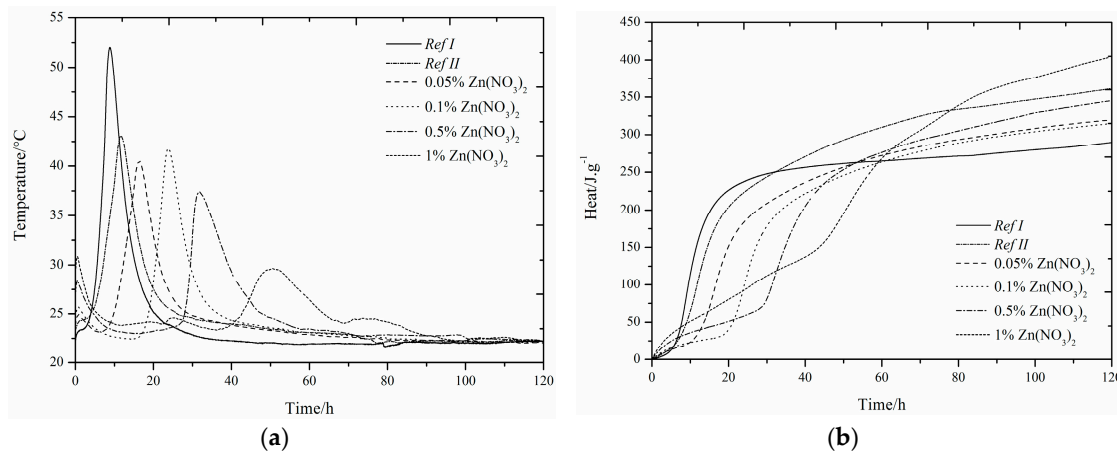 55
50
45
40
35
30
25
20
Temperature/°C
0 20 40 60 80 100 120
Time/h
Ref I
Ref II
0.05% Zn(NO₃)₂
0.1% Zn(NO₃)₂
0.5% Zn(NO₃)₂
1% Zn(NO₃)₂
(a)
450
400
350
300
250
200
150
100
50
0
Heat/J.g⁻¹
0 20 40 60 80 100 120
Time/h
Ref I
Ref II
0.05% Zn(NO₃)₂
0.1% Zn(NO₃)₂
0.5% Zn(NO₃)₂
1% Zn(NO₃)₂
(b)